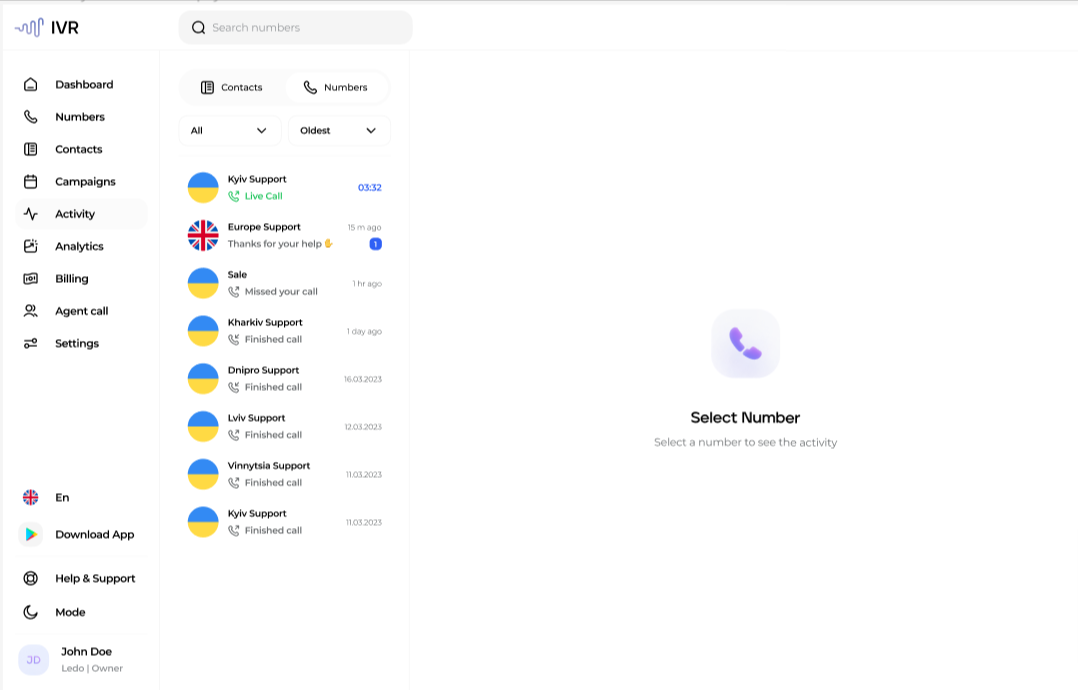 IVR
Search numbers
Dashboard
Numbers
Contacts
Campaigns
Activity
Analytics
Billing
Agent call
Settings
En
Download App
Help & Support
Mode
JD
John Doe
Ledo | Owner
Contacts
Numbers
All
Oldest
Kyiv Support
Live Call
03:32
Europe Support
15 m ago
Thanks for your help ✋
1
Sale
Missed your call
1 hr ago
Kharkiv Support
Finished call
1 day ago
Dnipro Support
Finished call
16.03.2023
Lviv Support
Finished call
12.03.2023
Vinnytsia Support
Finished call
11.03.2023
Kyiv Support
Finished call
11.03.2023
Select Number
Select a number to see the activity